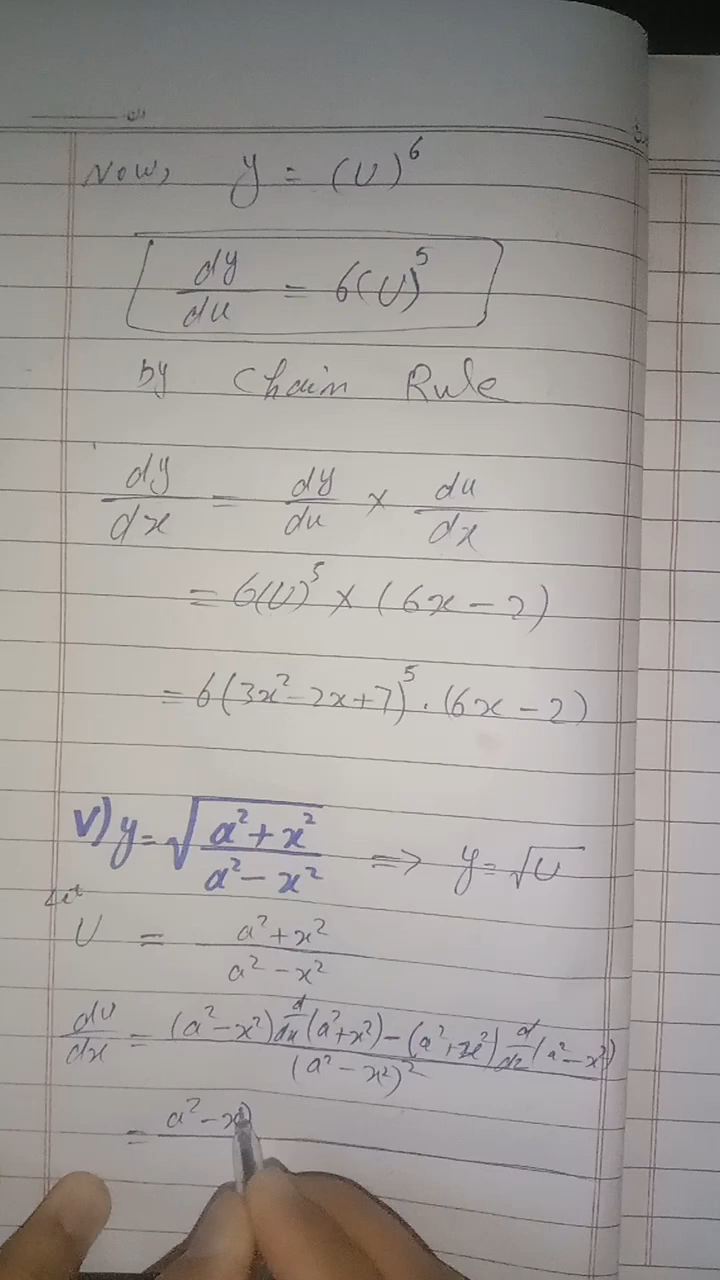 Now, y = (U)^6
dy/du = 6(U)^5
by Chain Rule
dy/dx = dy/du × du/dx
= 6(U)^5 × (6x - 2)
= 6(3x² - 2x + 7)^5 . (6x - 2)
v) y = √((a² + x²)/(a² - x²)) ⇒ y = √U
Let
U = (a² + x²)/(a² - x²)
du/dx = ((a² - x²) d/du (a² + x²) - (a² + x²) d/dx (a² - x²))/(a² - x²)²
= a² - x